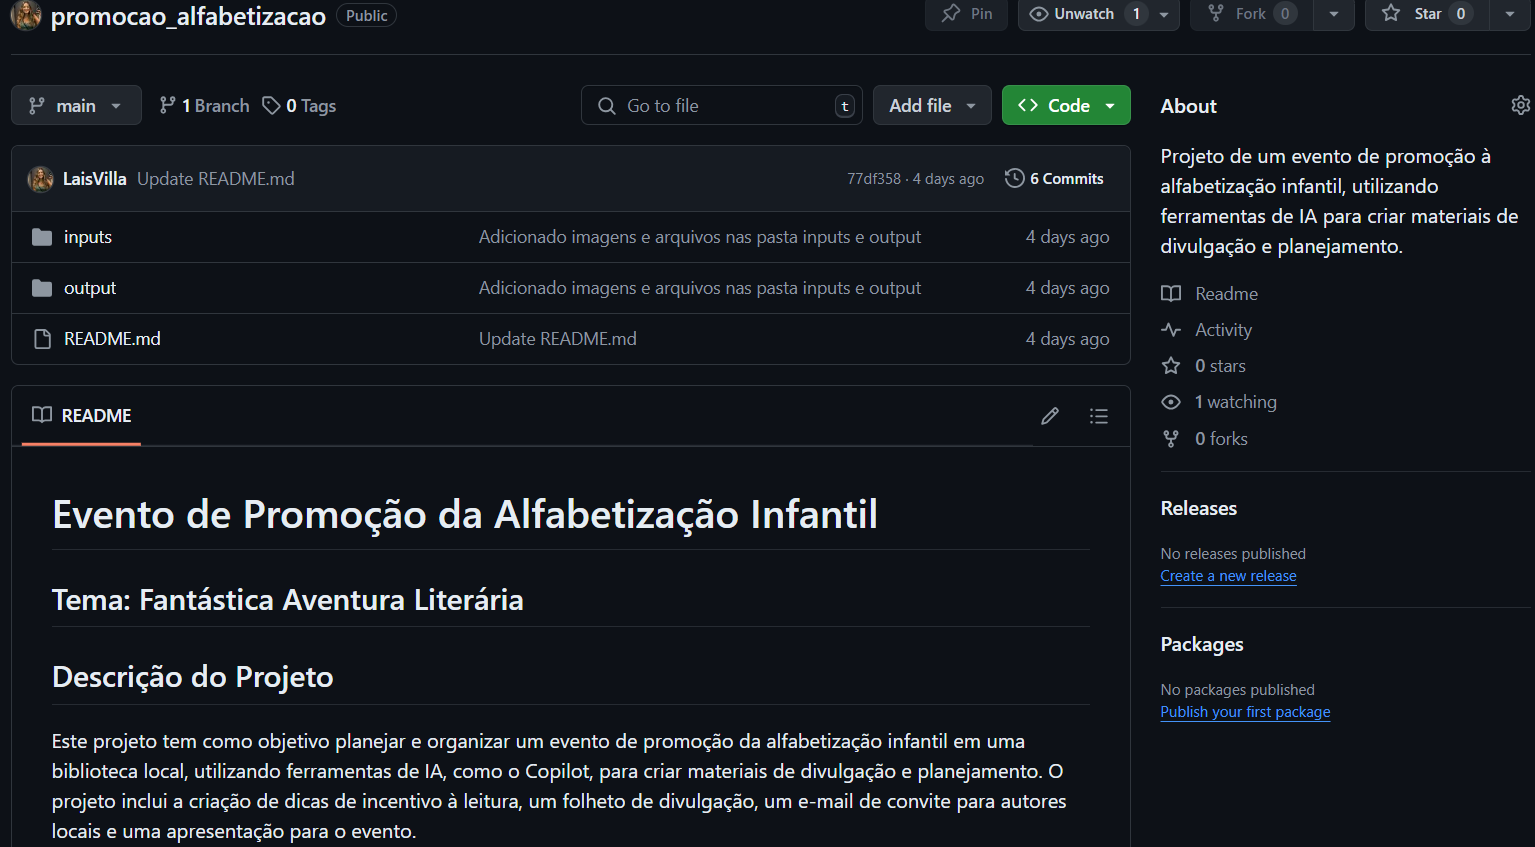 promocao_alfabetizacao Public Pin Unwatch 1 Fork 0 Star 0
main 1 Branch 0 Tags Go to file t Add file Code
LaisVilla Update README.md 77df358 · 4 days ago 6 Commits
inputs Adicionado imagens e arquivos nas pasta inputs e output 4 days ago
output Adicionado imagens e arquivos nas pasta inputs e output 4 days ago
README.md Update README.md 4 days ago
README
Evento de Promoção da Alfabetização Infantil
Tema: Fantástica Aventura Literária
Descrição do Projeto
Este projeto tem como objetivo planejar e organizar um evento de promoção da alfabetização infantil em uma
biblioteca local, utilizando ferramentas de IA, como o Copilot, para criar materiais de divulgação e planejamento. O
projeto inclui a criação de dicas de incentivo à leitura, um folheto de divulgação, um e-mail de convite para autores
locais e uma apresentação para o evento.
About
Projeto de um evento de promoção à
alfabetização infantil, utilizando
ferramentas de IA para criar materiais de
divulgação e planejamento.
Readme
Activity
0 stars
1 watching
0 forks
Releases
No releases published
Create a new release
Packages
No packages published
Publish your first package